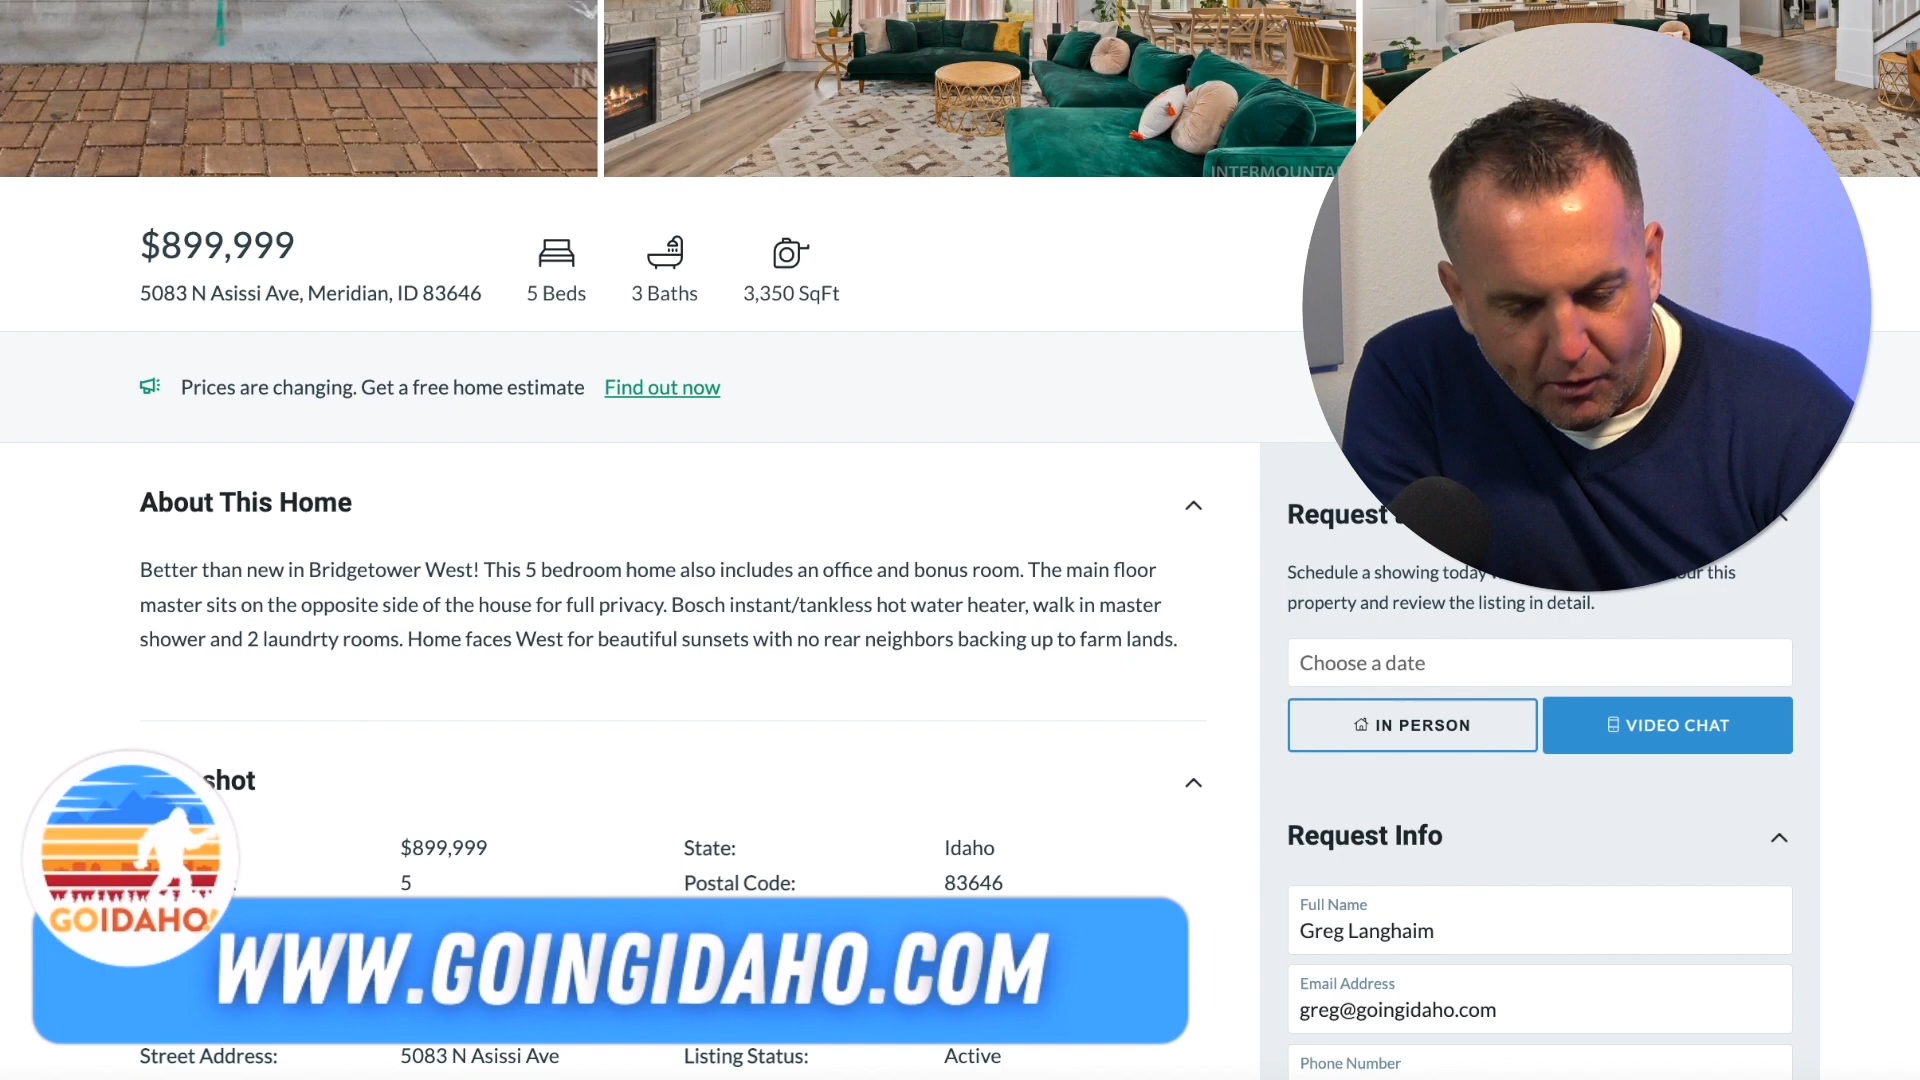 INTERMOUNTA
$899,999
5083 N Asissi Ave, Meridian, ID 83646
5 Beds
3 Baths
3,350 SqFt
Prices are changing. Get a free home estimate Find out now
About This Home
Better than new in Bridgetower West! This 5 bedroom home also includes an office and bonus room. The main floor
master sits on the opposite side of the house for full privacy. Bosch instant/tankless hot water heater, walk in master
shower and 2 laundrty rooms. Home faces West for beautiful sunsets with no rear neighbors backing up to farm lands.
shot
$899,999
State:
Idaho
5
Postal Code:
83646
GOIDAHO!
WWW.GOINGIDAHO.COM
Street Address:
5083 N Asissi Ave
Listing Status:
Active
Request
Schedule a showing today our this
property and review the listing in detail.
Choose a date
IN PERSON
VIDEO CHAT
Request Info
Full Name
Greg Langhaim
Email Address
greg@goingidaho.com
Phone Number